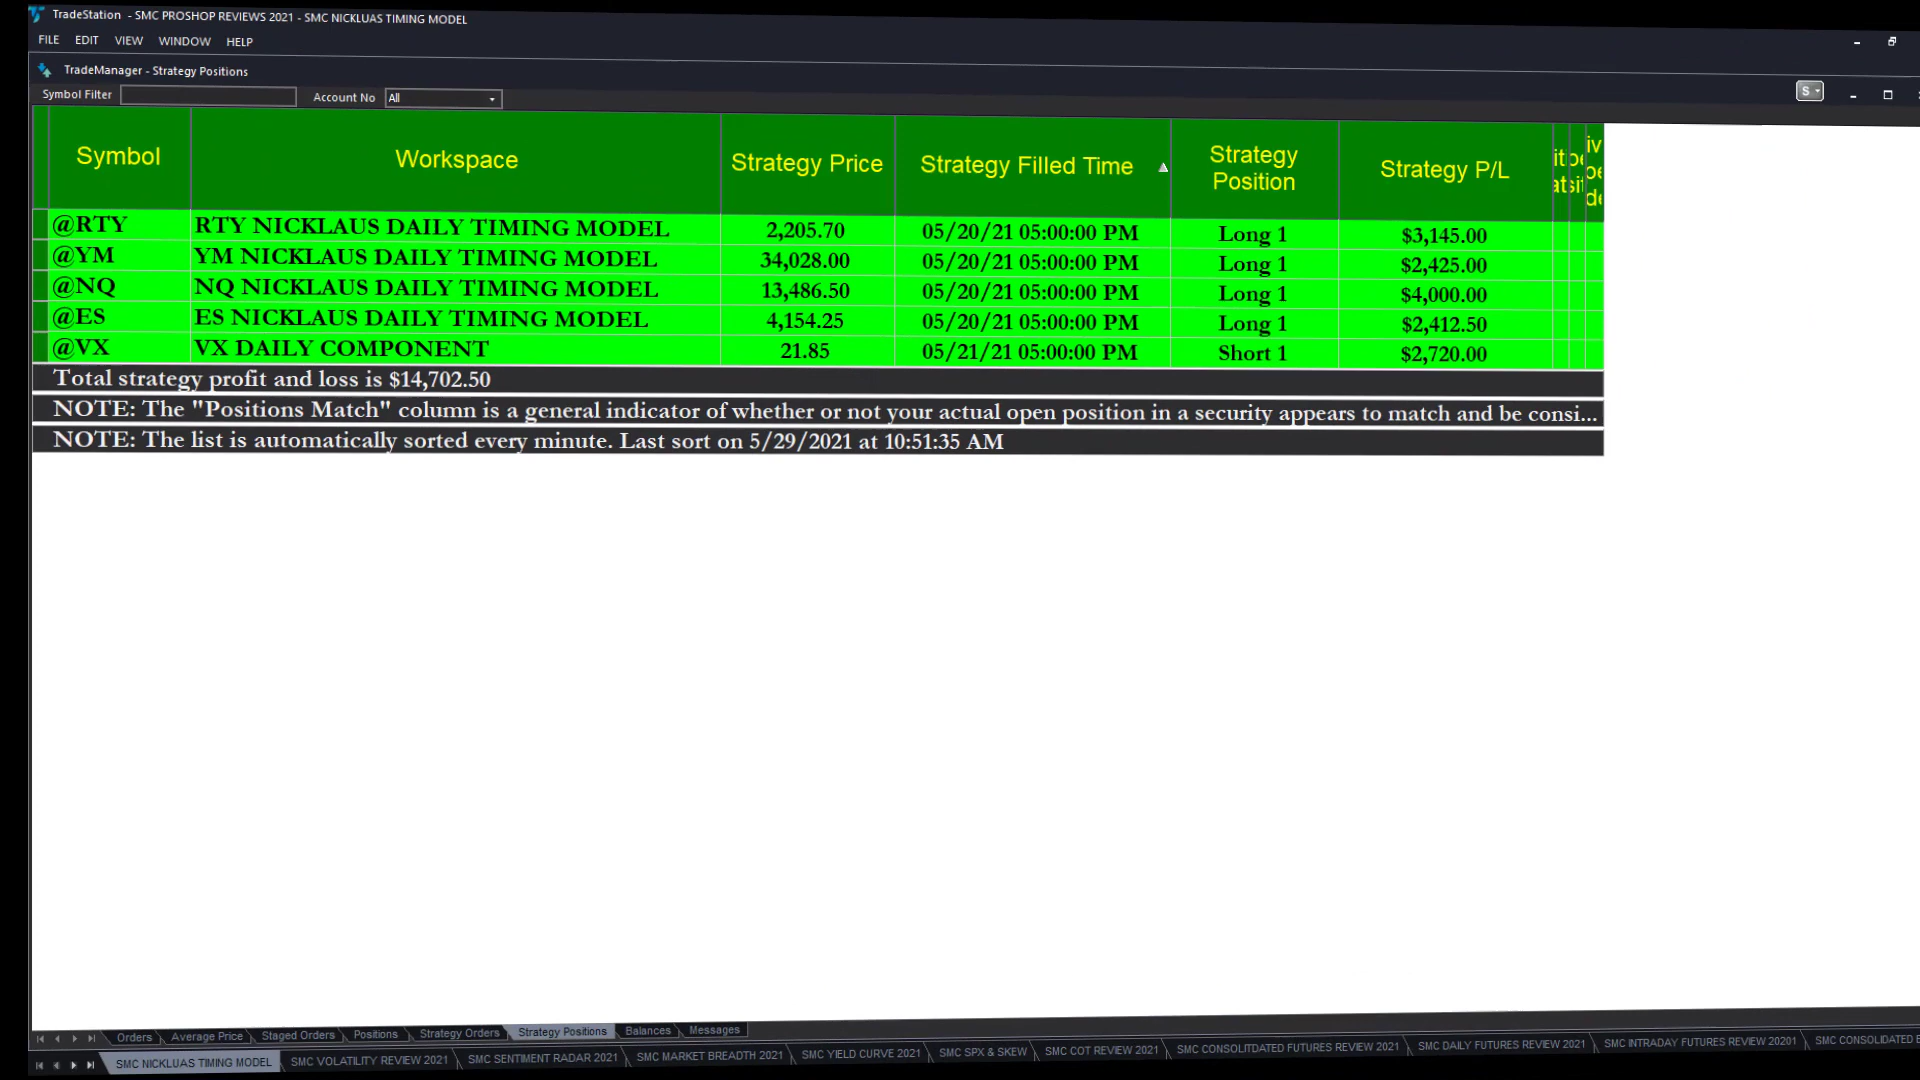 TradeStation - SMC PROSHOP REVIEWS 2021 - SMC NICKLUAS TIMING MODEL
FILE EDIT VIEW WINDOW HELP
TradeManager - Strategy Positions
Symbol Filter Account No All S
Symbol Workspace Strategy Price Strategy Filled Time Strategy Position Strategy P/L
@RTY RTY NICKLAUS DAILY TIMING MODEL 2,205.70 05/20/21 05:00:00 PM Long 1 $3,145.00
@YM YM NICKLAUS DAILY TIMING MODEL 34,028.00 05/20/21 05:00:00 PM Long 1 $2,425.00
@NQ NQ NICKLAUS DAILY TIMING MODEL 13,486.50 05/20/21 05:00:00 PM Long 1 $4,000.00
@ES ES NICKLAUS DAILY TIMING MODEL 4,154.25 05/20/21 05:00:00 PM Long 1 $2,412.50
@VX VX DAILY COMPONENT 21.85 05/21/21 05:00:00 PM Short 1 $2,720.00
Total strategy profit and loss is $14,702.50
NOTE: The "Positions Match" column is a general indicator of whether or not your actual open position in a security appears to match and be consi...
NOTE: The list is automatically sorted every minute. Last sort on 5/29/2021 at 10:51:35 AM
Orders Average Price Staged Orders Positions Strategy Orders Strategy Positions Balances Messages
SMC NICKLUAS TIMING MODEL SMC VOLATILITY REVIEW 2021 SMC SENTIMENT RADAR 2021 SMC MARKET BREADTH 2021 SMC YIELD CURVE 2021 SMC SPX & SKEW SMC COT REVIEW 2021 SMC CONSOLITDATED FUTURES REVIEW 2021 SMC DAILY FUTURES REVIEW 2021 SMC INTRADAY FUTURES REVIEW 20201 SMC CONSOLIDATED